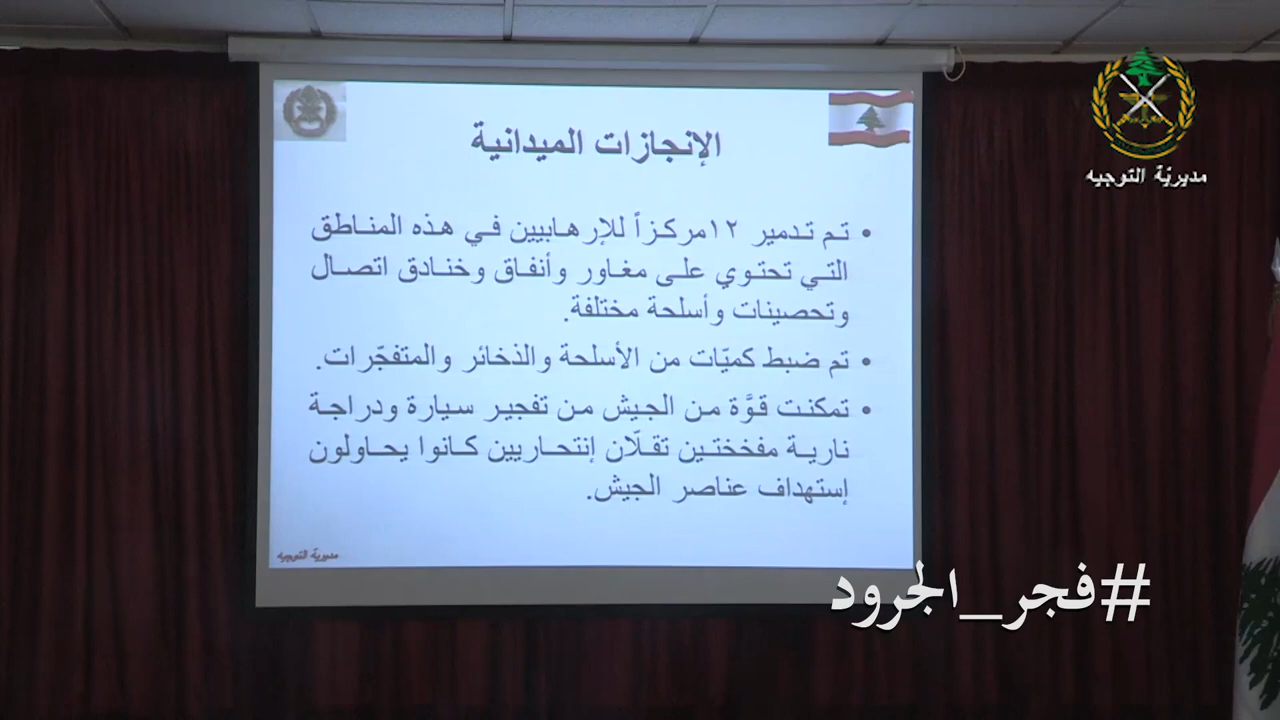 مديرية التوجيه
الإنجازات الميدانية
• تم تدمير ١٢مركزاً للإرهابيين في هذه المناطق
التي تحتوي على مغاور وأنفاق وخنادق اتصال
وتحصينات وأسلحة مختلفة.
• تم ضبط كميّات من الأسلحة والذخائر والمتفجّرات.
• تمكنت قوَّة من الجيش من تفجير سيارة ودراجة
نارية مفخختين تقلّان إنتحاريين كانوا يحاولون
إستهداف عناصر الجيش.
مديرية التوجيه
#فجر_الجرود